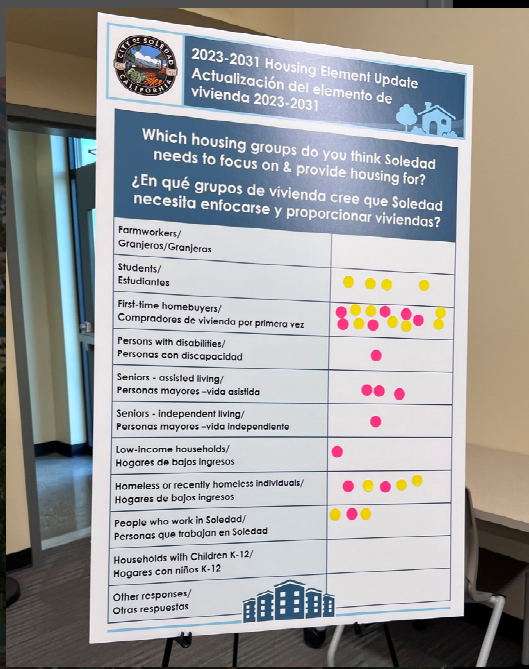 CITY OF SOLEDAD
CALIFORNIA
2023-2031 Housing Element Update
Actualización del elemento de
vivienda 2023-2031
Which housing groups do you think Soledad
needs to focus on & provide housing for?
¿En qué grupos de vivienda cree que Soledad
necesita enfocarse y proporcionar viviendas?
Farmworkers/
Granjeros/Granjeras
Students/
Estudiantes
First-time homebuyers/
Compradores de vivienda por primera vez
Persons with disabilities/
Personas con discapacidad
Seniors - assisted living/
Personas mayores –vida asistida
Seniors - independent living/
Personas mayores –vida independiente
Low-income households/
Hogares de bajos ingresos
Homeless or recently homeless individuals/
Hogares de bajos ingresos
People who work in Soledad/
Personas que trabajan en Soledad
Households with Children K-12/
Hogares con niños K-12
Other responses/
Otras respuestas